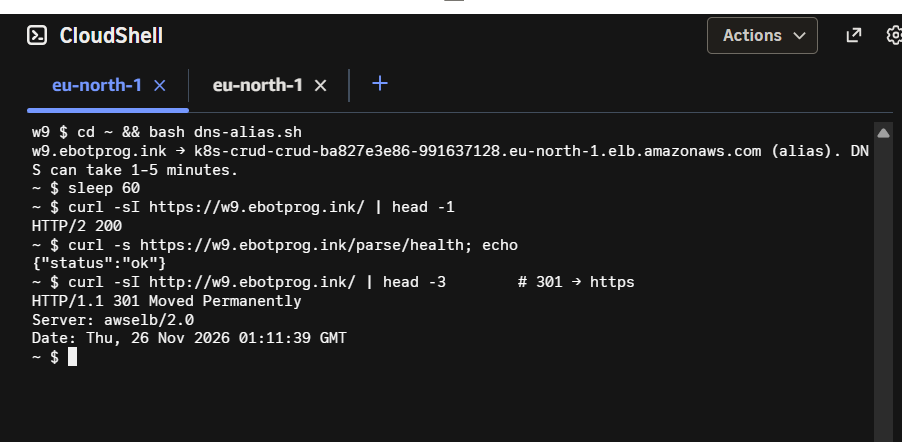 CloudShell
Actions
eu-north-1
eu-north-1
w9 $ cd ~ && bash dns-alias.sh
w9.ebotprog.ink → k8s-crud-crud-ba827e3e86-991637128.eu-north-1.elb.amazonaws.com (alias). DN
S can take 1–5 minutes.
~ $ sleep 60
~ $ curl -sI https://w9.ebotprog.ink/ | head -1
HTTP/2 200
~ $ curl -s https://w9.ebotprog.ink/parse/health; echo
{"status":"ok"}
~ $ curl -sI http://w9.ebotprog.ink/ | head -3        # 301 → https
HTTP/1.1 301 Moved Permanently
Server: awselb/2.0
Date: Thu, 26 Nov 2026 01:11:39 GMT
~ $